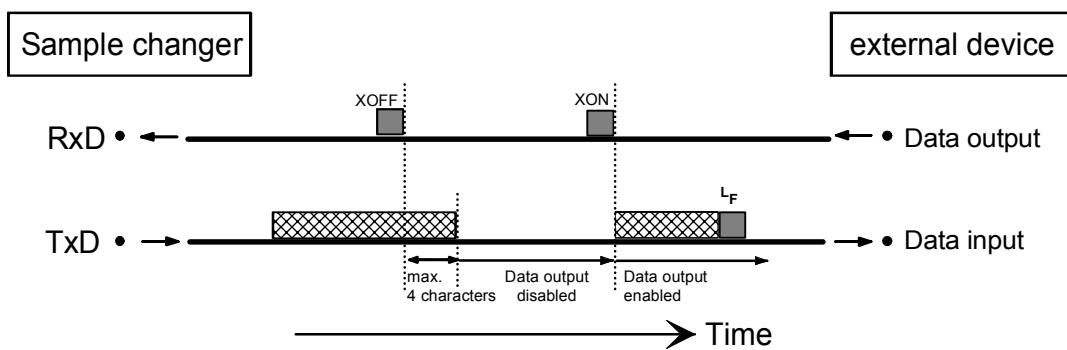 Sample changer
external device
XOFF
XON
RxD
Data output
LF
TxD
Data input
max.
4 characters
Data output
disabled
Data output
enabled
Time